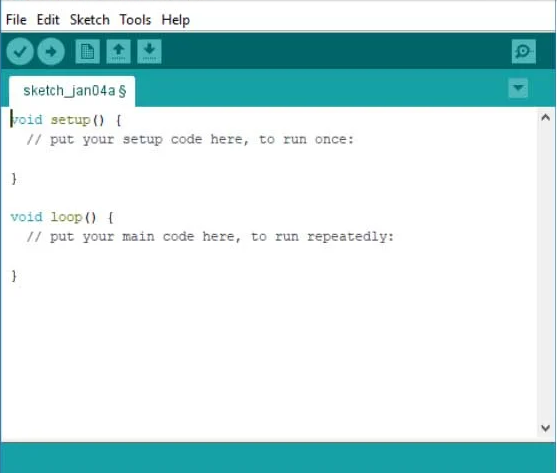 File Edit Sketch Tools Help
sketch_jan04a §
void setup() {
  // put your setup code here, to run once:
}
void loop() {
  // put your main code here, to run repeatedly:
}